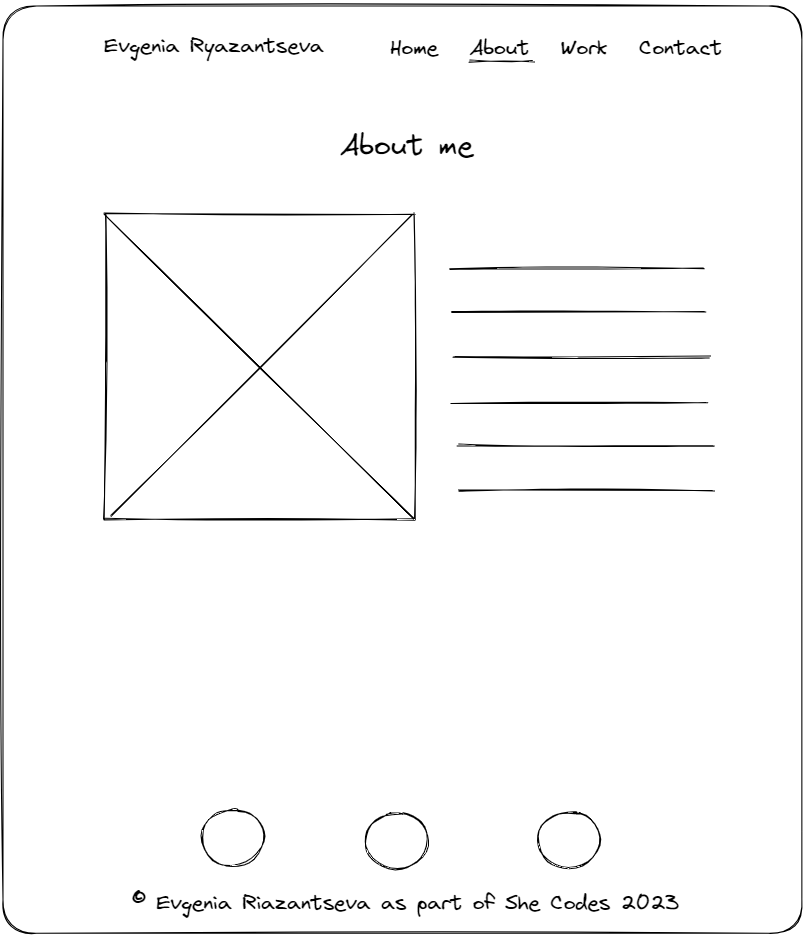 Evgenia Ryazantseva Home About Work Contact
About me
© Evgenia Riazantseva as part of She Codes 2023